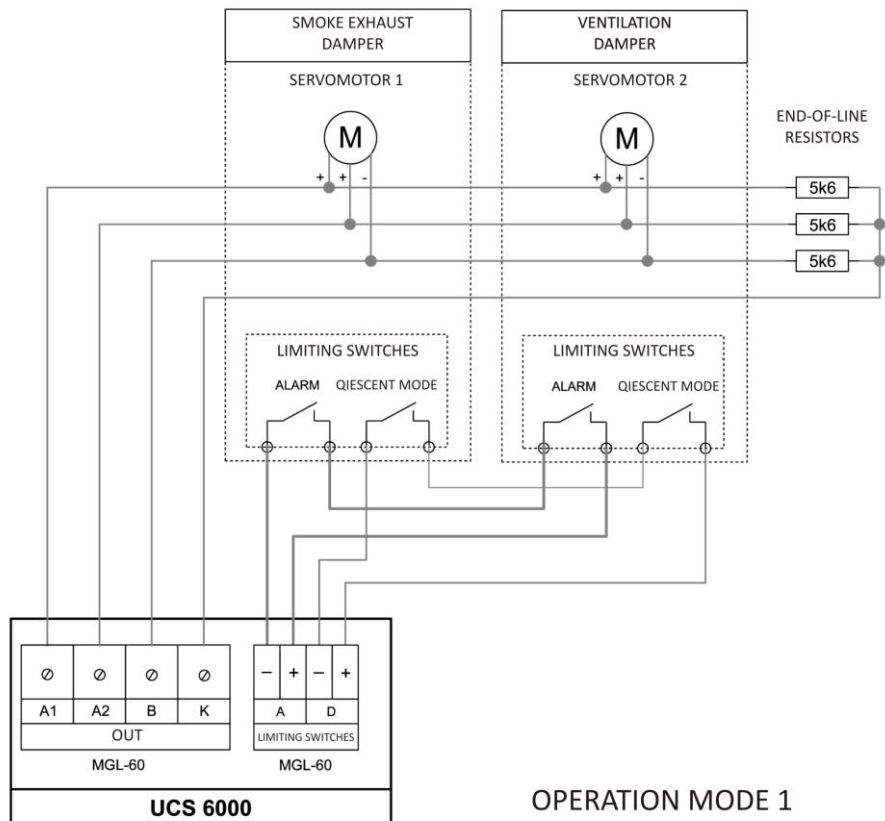 SMOKE EXHAUST
DAMPER
VENTILATION
DAMPER
SERVOMOTOR 1
SERVOMOTOR 2
END-OF-LINE
RESISTORS
M
M
+ + -
+ + -
5k6
5k6
5k6
LIMITING SWITCHES
LIMITING SWITCHES
ALARM QIESCENT MODE
ALARM QIESCENT MODE
− + − +
A1 A2 B K
A D
OUT
LIMITING SWITCHES
MGL-60
MGL-60
UCS 6000
OPERATION MODE 1